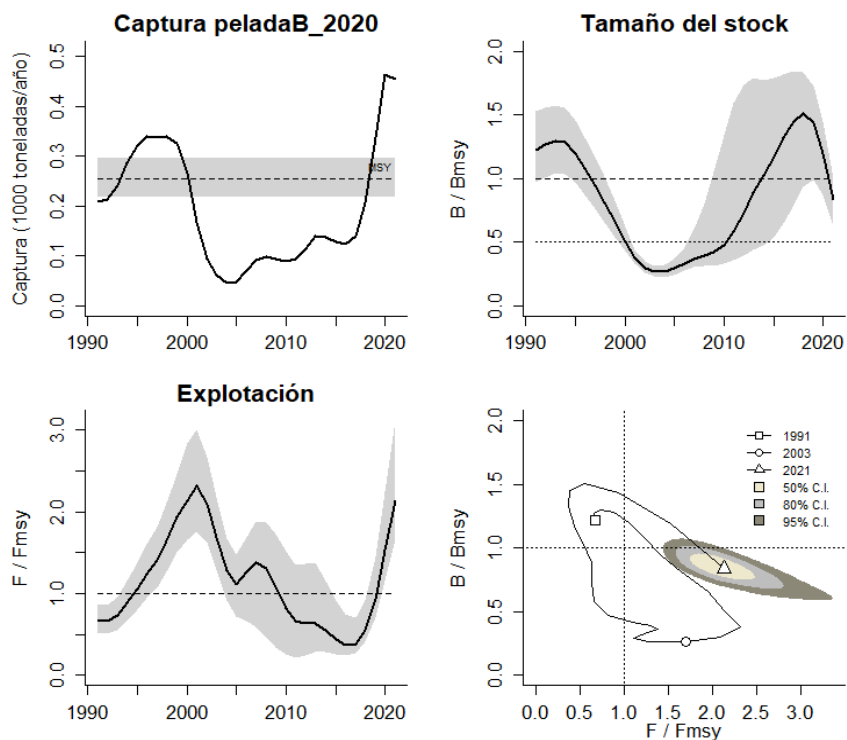 Captura peladaB_2020
Captura (1000 toneladas/año)
0.5
0.4
0.3
0.2
0.1
0.0
MSY
1990 2000 2010 2020
Tamaño del stock
B / Bmsy
2.0
1.5
1.0
0.5
0.0
1990 2000 2010 2020
Explotación
F / Fmsy
3.0
2.0
1.0
0.0
1990 2000 2010 2020
B / Bmsy
2.0
1.5
1.0
0.5
0.0
1991
2003
2021
50% C.I.
80% C.I.
95% C.I.
0.0 0.5 1.0 1.5 2.0 2.5 3.0
F / Fmsy